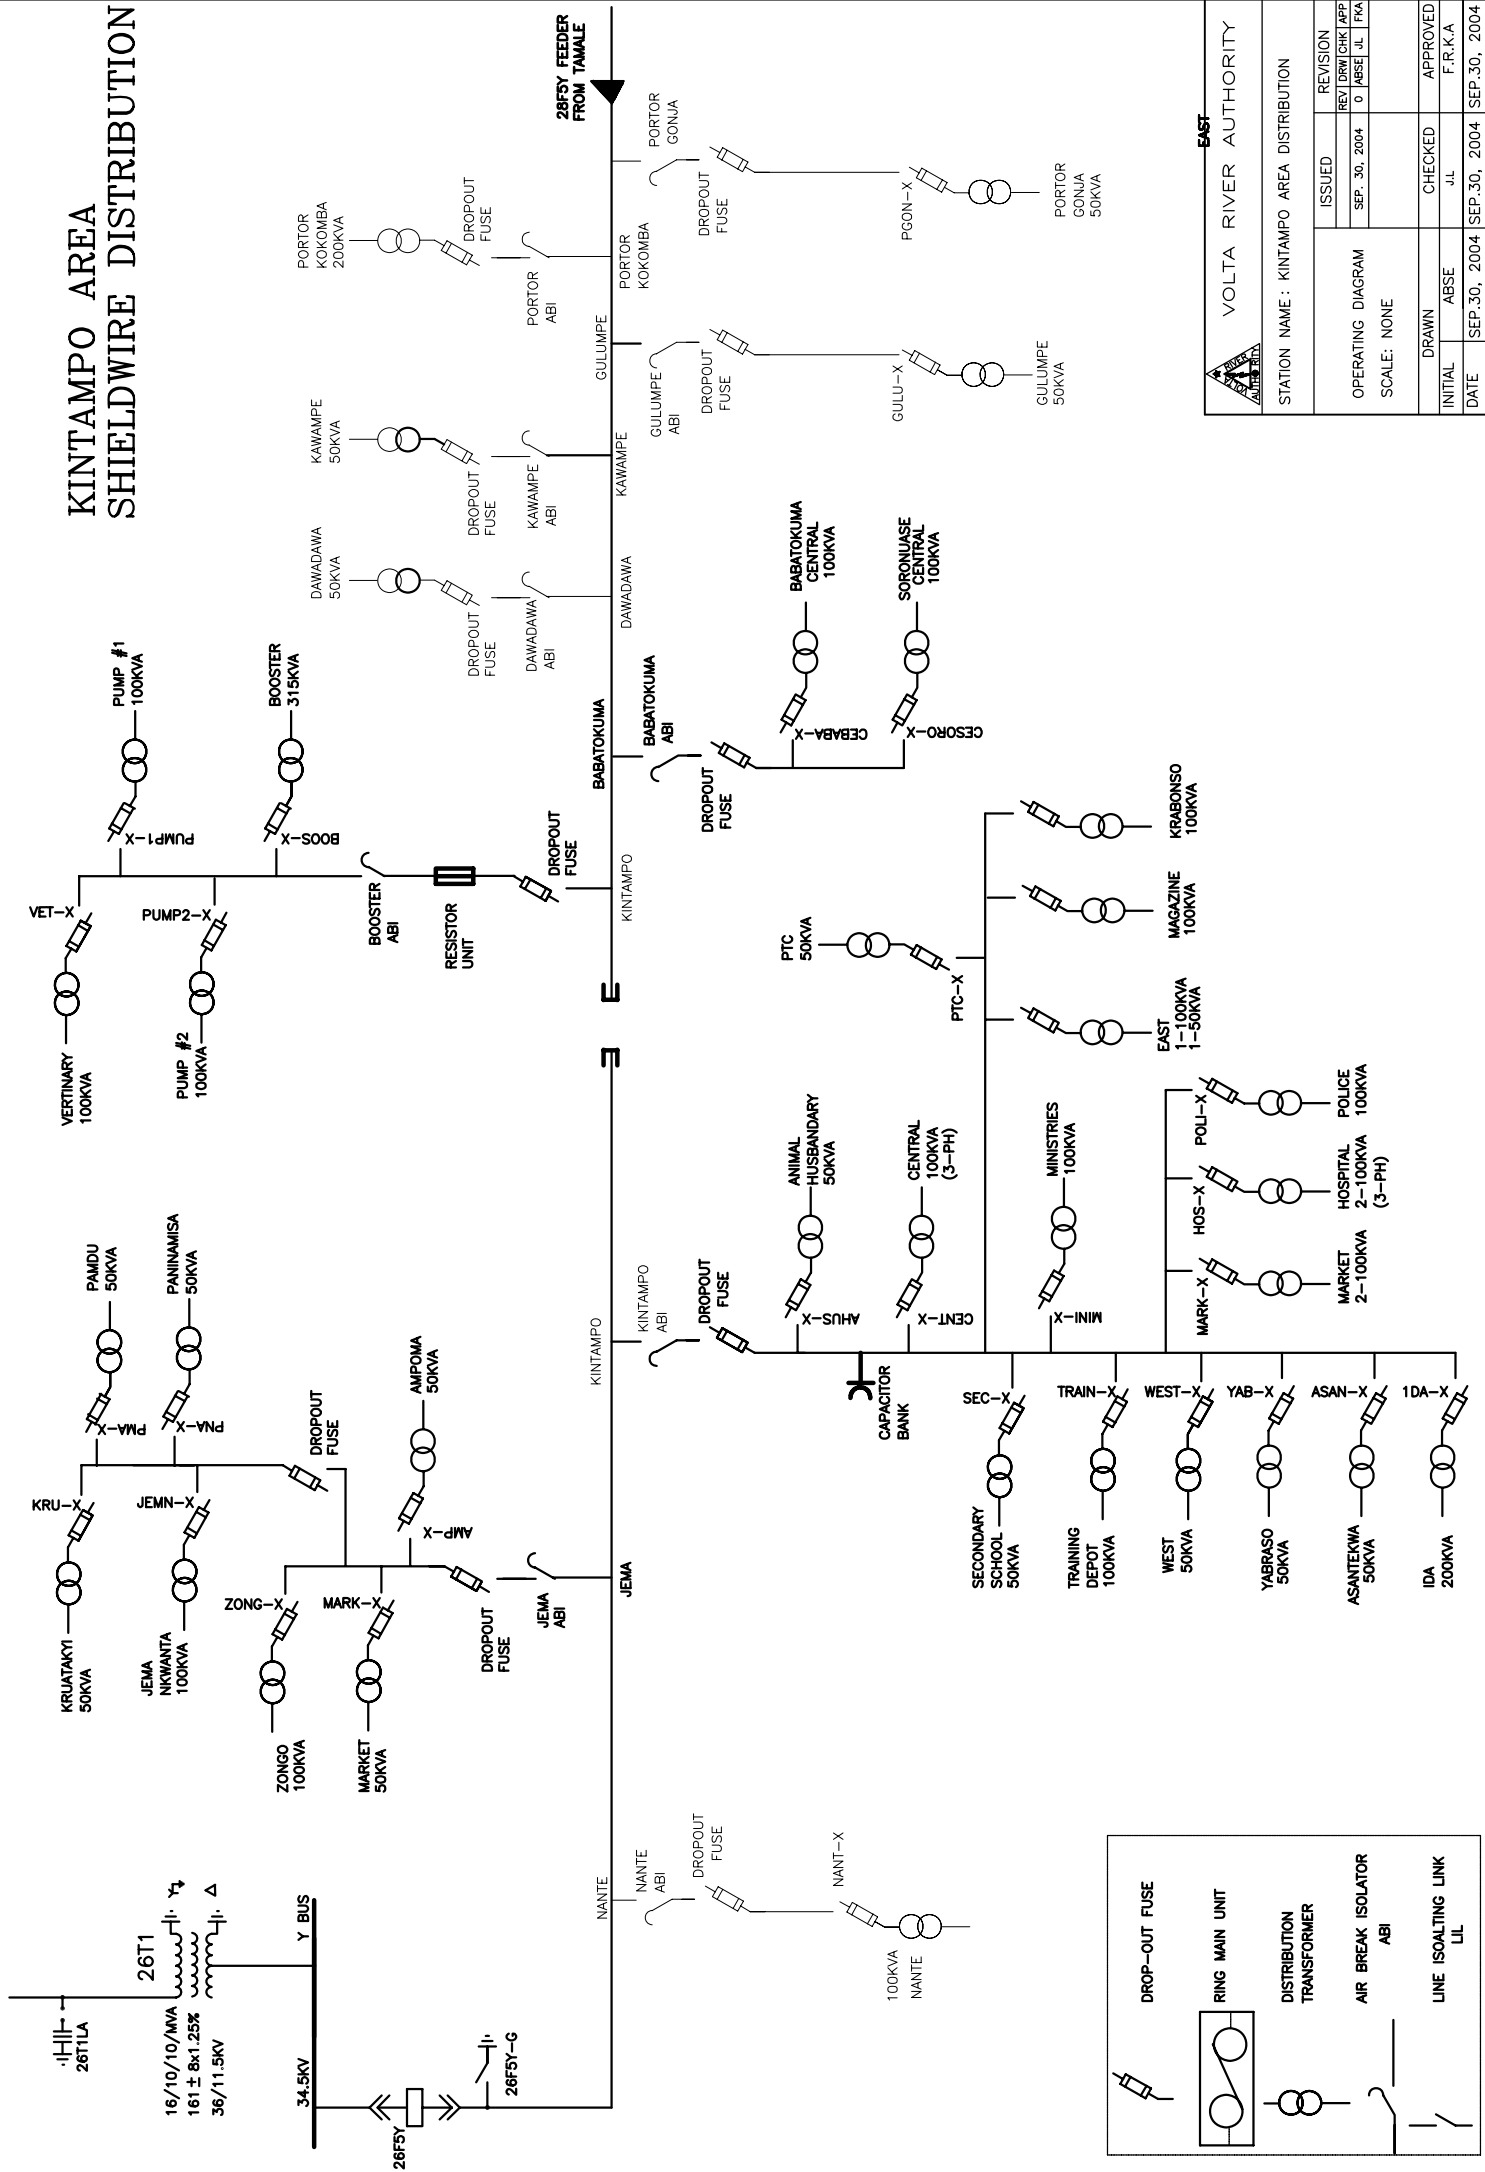 KINTAMPO AREA
SHIELDWIRE DISTRIBUTION
28F5Y FEEDER
FROM TAMALE
PORTOR
GONJA
DROPOUT
FUSE
PGON-X
PORTOR
GONJA
50KVA
PORTOR
KOKOMBA
200KVA
DROPOUT
FUSE
PORTOR
ABI
PORTOR
KOKOMBA
GULUMPE
GULUMPE
ABI
DROPOUT
FUSE
GULU-X
GULUMPE
50KVA
KAWAMPE
50KVA
DROPOUT
FUSE
KAWAMPE
ABI
KAWAMPE
DAWADAWA
50KVA
DROPOUT
FUSE
DAWADAWA
ABI
DAWADAWA
BABATOKUMA
BABATOKUMA
ABI
DROPOUT
FUSE
CEBABA-X
BABATOKUMA
CENTRAL
100KVA
CESORO-X
SORONUASE
CENTRAL
100KVA
PUMP #1
100KVA
PUMP1-X
BOOSTER
315KVA
BOOS-X
VET-X
VERTINARY
100KVA
PUMP2-X
PUMP #2
100KVA
BOOSTER
ABI
RESISTOR
UNIT
DROPOUT
FUSE
KINTAMPO
KINTAMPO
KINTAMPO
ABI
DROPOUT
FUSE
ANIMAL
HUSBANDARY
50KVA
AHUS-X
CAPACITOR
BANK
CENTRAL
100KVA
(3-PH)
CENT-X
PTC
50KVA
PTC-X
KRABONSO
100KVA
MAGAZINE
100KVA
EAST
1-100KVA
1-50KVA
MINISTRIES
100KVA
MINI-X
POLI-X
POLICE
100KVA
HOS-X
HOSPITAL
2-100KVA
(3-PH)
MARK-X
MARKET
2-100KVA
SEC-X
SECONDARY
SCHOOL
50KVA
TRAIN-X
TRAINING
DEPOT
100KVA
WEST-X
WEST
50KVA
YAB-X
YABRASO
50KVA
ASAN-X
ASANTEKWA
50KVA
1DA-X
IDA
200KVA
PAMDU
50KVA
PMA-X
PANINAMISA
50KVA
PNA-X
KRU-X
KRUATAKYI
50KVA
JEMN-X
JEMA
NKWANTA
100KVA
DROPOUT
FUSE
AMPOMA
50KVA
AMP-X
ZONG-X
ZONGO
100KVA
MARK-X
MARKET
50KVA
DROPOUT
FUSE
JEMA
ABI
JEMA
NANTE
NANTE
ABI
DROPOUT
FUSE
NANT-X
100KVA
NANTE
26T1
26T1LA
16/10/10/MVA
161± 8x1.25%
36/11.5KV
Y BUS
34.5KV
26F5Y
26F5Y-G
DROP-OUT FUSE
RING MAIN UNIT
DISTRIBUTION
TRANSFORMER
AIR BREAK ISOLATOR
ABI
LINE ISOALTING LINK
LIL
EAST
VOLTA RIVER AUTHORITY
VOLTA RIVER AUTHORITY
STATION NAME : KINTAMPO AREA DISTRIBUTION
OPERATING DIAGRAM
SCALE: NONE
ISSUED
SEP. 30, 2004
REVISION
REV DRW CHK APP
0 ABSE JL FKA
DRAWN CHECKED APPROVED
INITIAL ABSE J.L F.R.K.A
DATE SEP.30, 2004 SEP.30, 2004 SEP.30, 2004